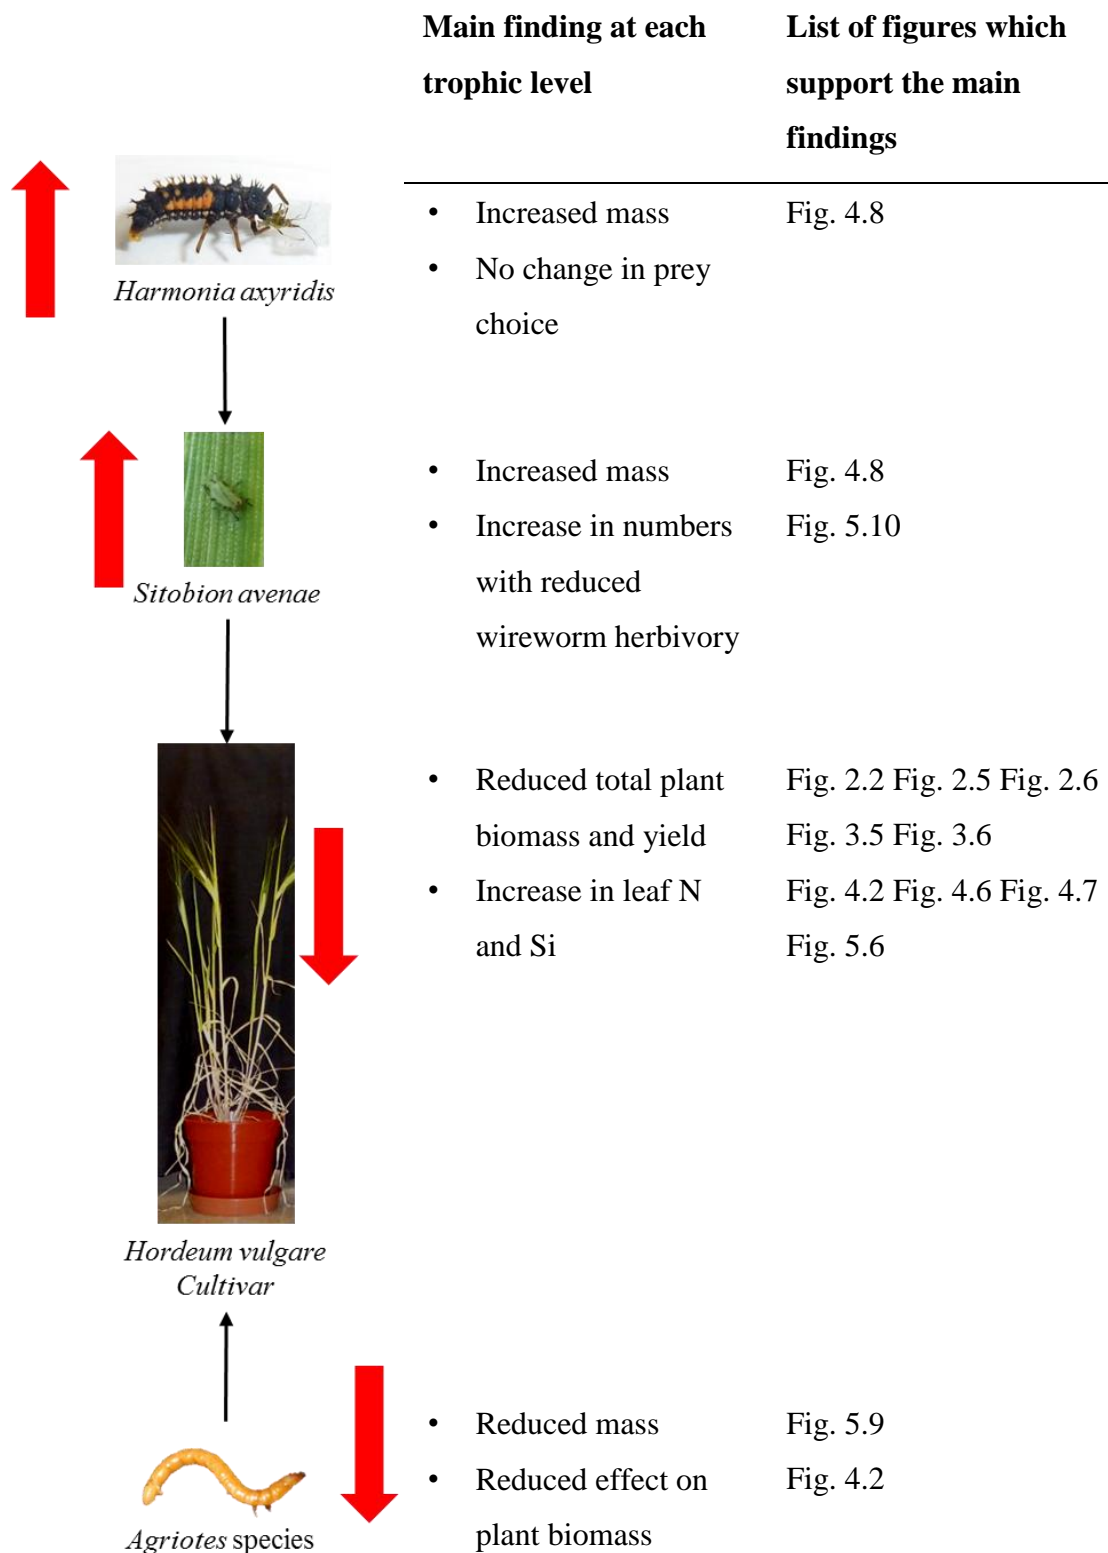 Main finding at each
trophic level
List of figures which
support the main
findings
Harmonia axyridis
• Increased mass
• No change in prey
choice
Fig. 4.8
Sitobion avenae
• Increased mass
• Increase in numbers
with reduced
wireworm herbivory
Fig. 4.8
Fig. 5.10
• Reduced total plant
biomass and yield
• Increase in leaf N
and Si
Fig. 2.2 Fig. 2.5 Fig. 2.6
Fig. 3.5 Fig. 3.6
Fig. 4.2 Fig. 4.6 Fig. 4.7
Fig. 5.6
Hordeum vulgare
Cultivar
Agriotes species
• Reduced mass
• Reduced effect on
plant biomass
Fig. 5.9
Fig. 4.2